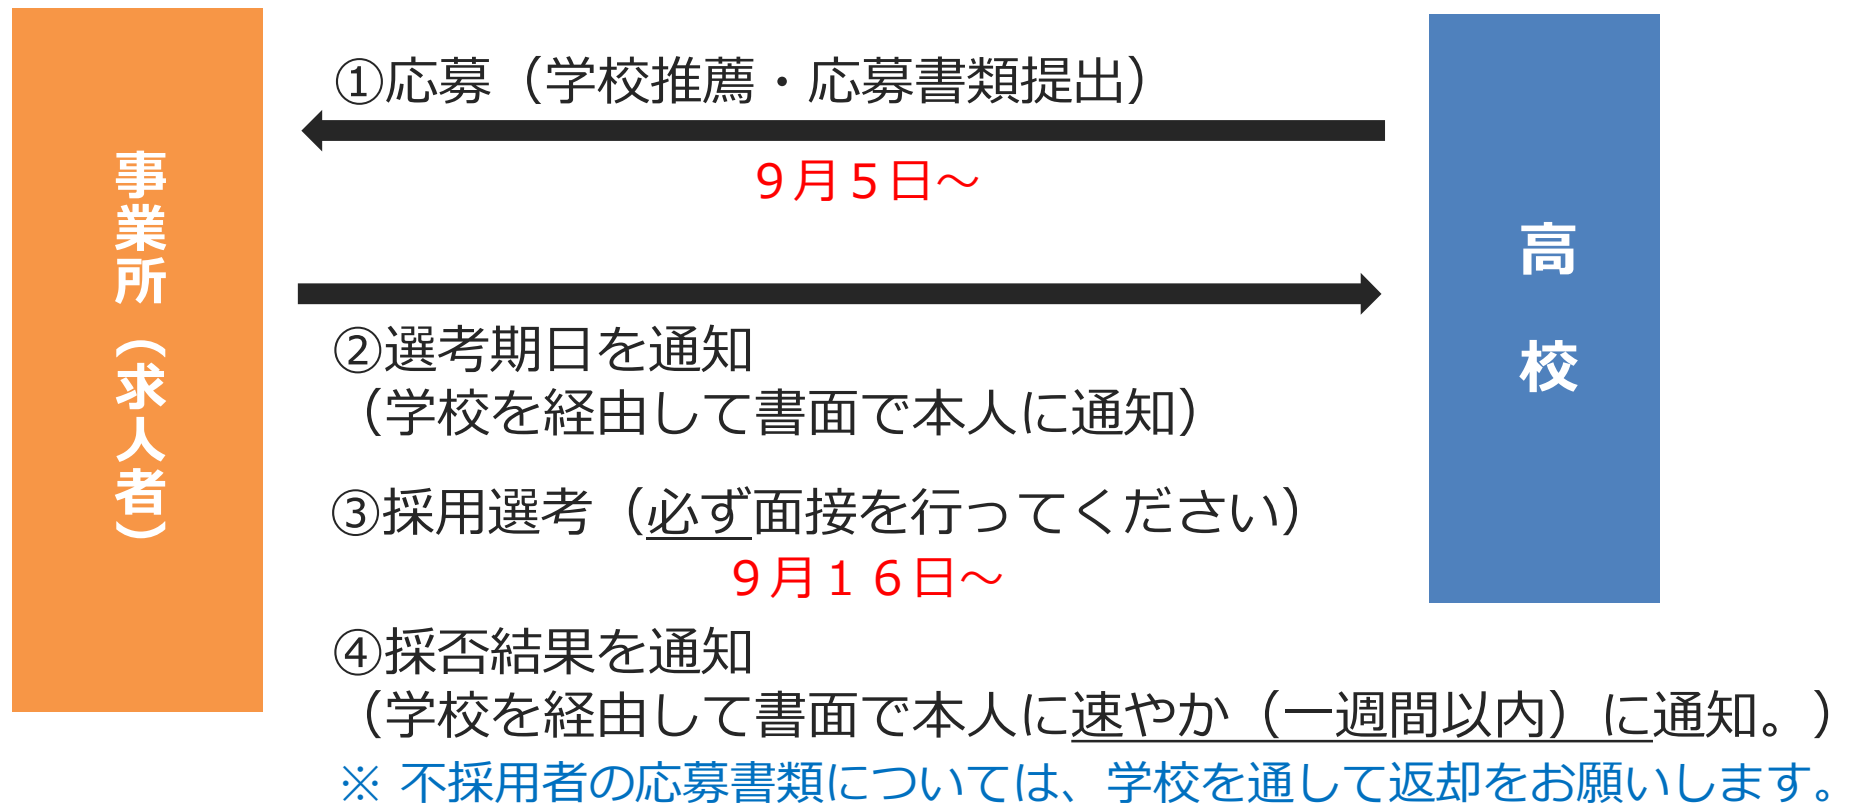 事業所（求人者）
①応募（学校推薦・応募書類提出）
９月５日～
②選考期日を通知
（学校を経由して書面で本人に通知）
③採用選考（必ず面接を行ってください）
９月１６日～
④採否結果を通知
（学校を経由して書面で本人に速やか（一週間以内）に通知。）
※ 不採用者の応募書類については、学校を通して返却をお願いします。
高校